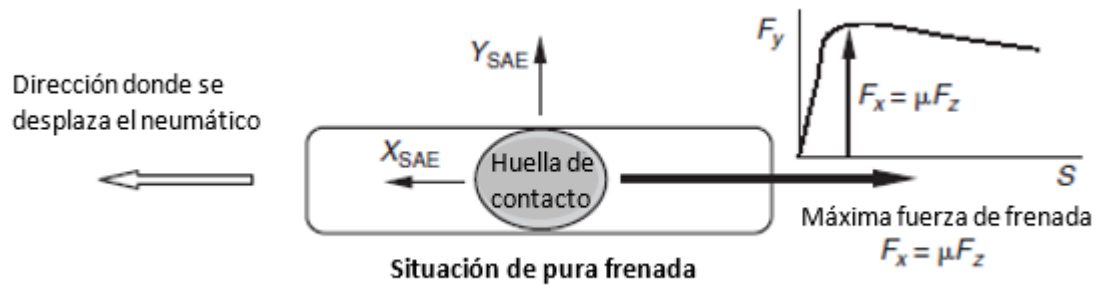 Dirección donde se
desplaza el neumático
Y_SAE
X_SAE
Huella de
contacto
F_y
F_x = μF_z
S
Máxima fuerza de frenada
F_x = μF_z
Situación de pura frenada